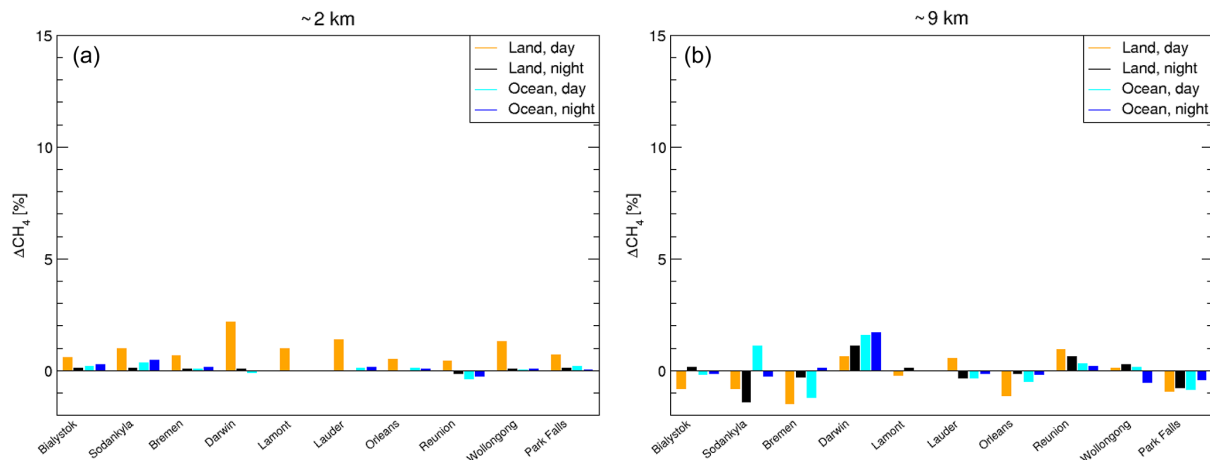 ~2 km
(a)
15
10
5
0
ΔCH₄ [%]
Land, day
Land, night
Ocean, day
Ocean, night
Bialystok
Sodankyla
Bremen
Darwin
Lamont
Lauder
Orleans
Reunion
Wollongong
Park Falls
~9 km
(b)
15
10
5
0
ΔCH₄ [%]
Land, day
Land, night
Ocean, day
Ocean, night
Bialystok
Sodankyla
Bremen
Darwin
Lamont
Lauder
Orleans
Reunion
Wollongong
Park Falls